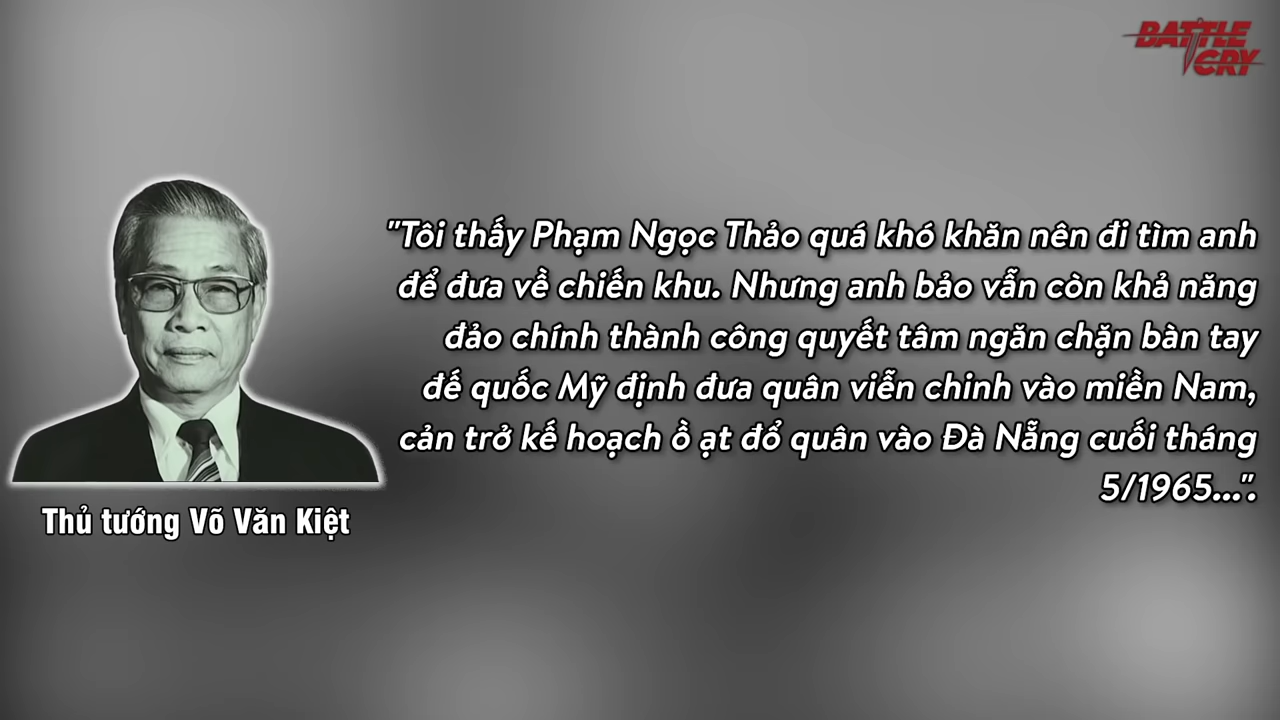 BATTLE
CRY
"Tôi thấy Phạm Ngọc Thảo quá khó khăn nên đi tìm anh
để đưa về chiến khu. Nhưng anh bảo vẫn còn khả năng
đảo chính thành công quyết tâm ngăn chặn bàn tay
đế quốc Mỹ định đưa quân viễn chinh vào miền Nam,
cản trở kế hoạch ồ ạt đổ quân vào Đà Nẵng cuối tháng
5/1965...".
Thủ tướng Võ Văn Kiệt